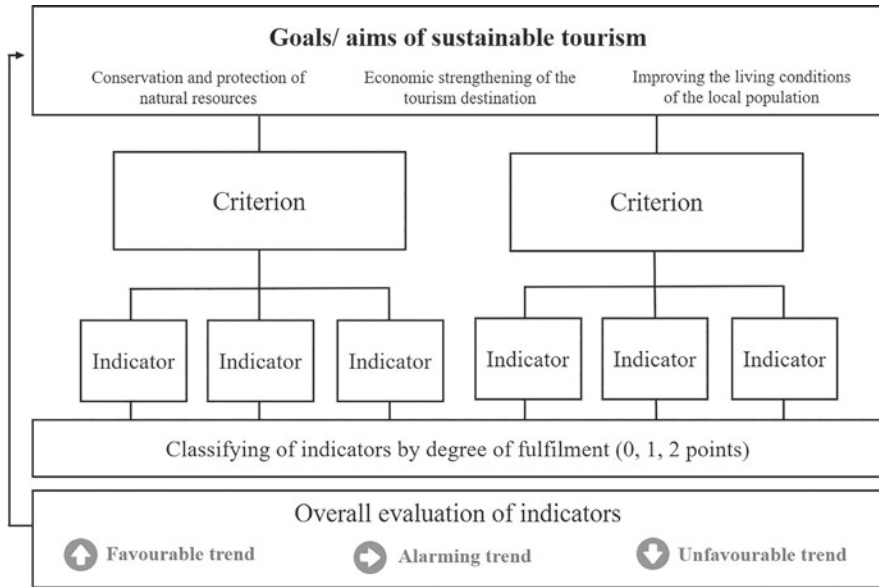 Goals/ aims of sustainable tourism
Conservation and protection of
natural resources
Economic strengthening of the
tourism destination
Improving the living conditions
of the local population
Criterion
Criterion
Indicator
Indicator
Indicator
Indicator
Indicator
Indicator
Classifying of indicators by degree of fulfilment (0, 1, 2 points)
Overall evaluation of indicators
Favourable trend
Alarming trend
Unfavourable trend